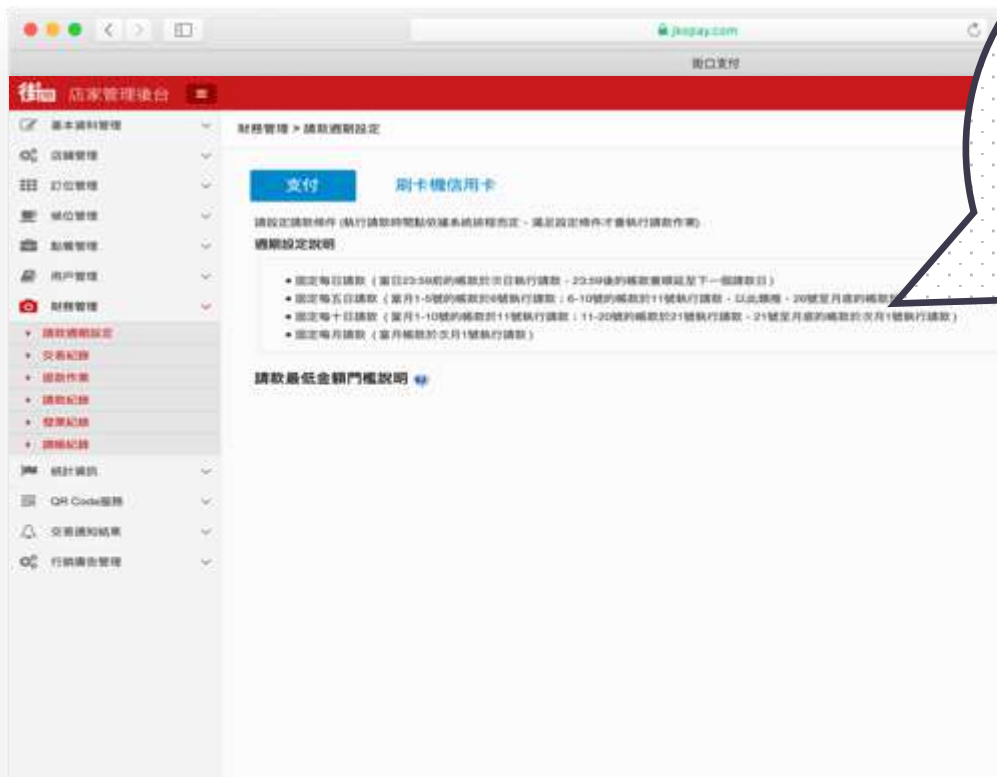 jkopay.com
街口支付
街口 店家管理後台
基本資料管理
財務管理 > 請款週期設定
店鋪管理
支付
刷卡機信用卡
訂位管理
候位管理
請設定請款條件 (執行請款時間點依據系統排程而定,滿足設定條件才會執行請款作業)
點餐管理
週期設定說明
用戶管理
固定每日請款 ( 當日23:59前的帳款於次日執行請款,23:59後的帳款會順延至下一個請款日 )
財務管理
固定每五日請款 ( 當月1-5號的帳款於6號執行請款;6-10號的帳款於11號執行請款,以此類推,26號至月底的帳款於
固定每十日請款 ( 當月1-10號的帳款於11號執行請款;11-20號的帳款於21號執行請款,21號至月底的帳款於次月1號執行請款 )
請款週期設定
固定每月請款 ( 當月帳款於次月1號執行請款 )
交易紀錄
退款作業
請款最低金額門檻說明
請款紀錄
發票紀錄
調帳紀錄
統計資訊
QR Code服務
交易通知結果
行銷廣告管理